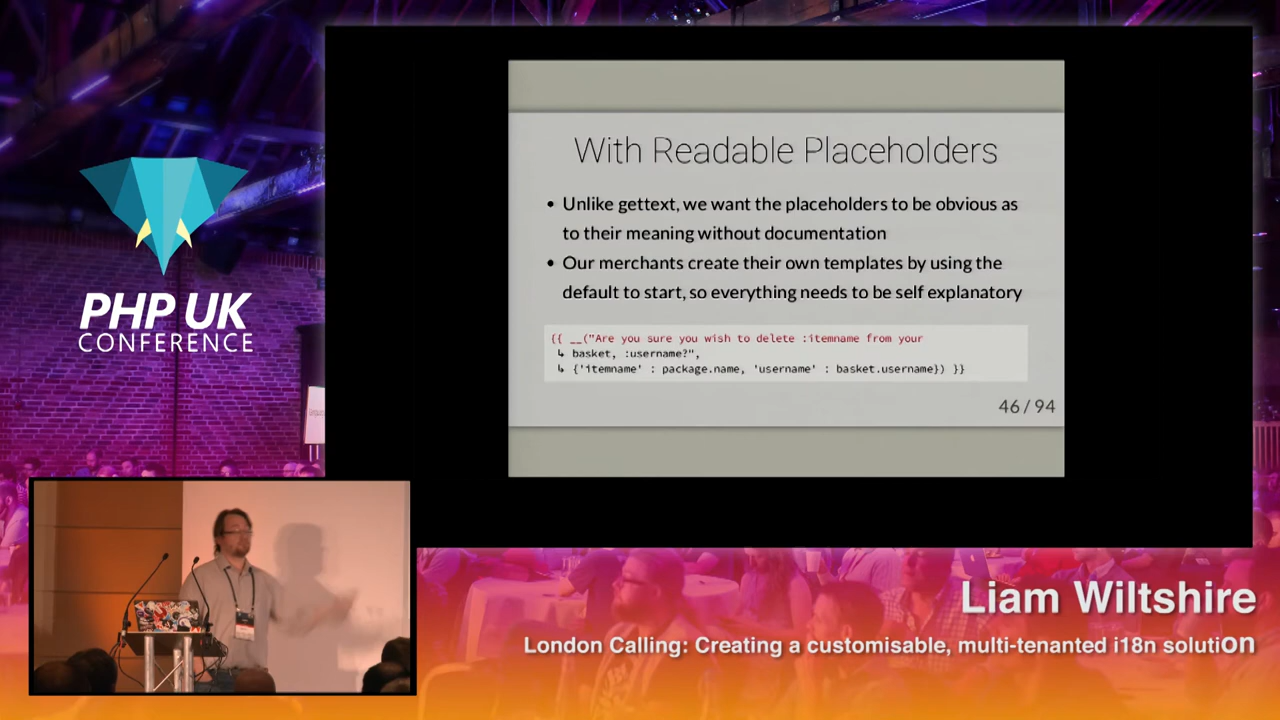 PHP UK
CONFERENCE
With Readable Placeholders
• Unlike gettext, we want the placeholders to be obvious as
to their meaning without documentation
• Our merchants create their own templates by using the
default to start, so everything needs to be self explanatory
{{ __("Are you sure you wish to delete :itemname from your
↳ basket, :username?",
↳ {'itemname' : package.name, 'username' : basket.username}) }}
46 / 94
Liam Wiltshire
London Calling: Creating a customisable, multi-tenanted i18n solution